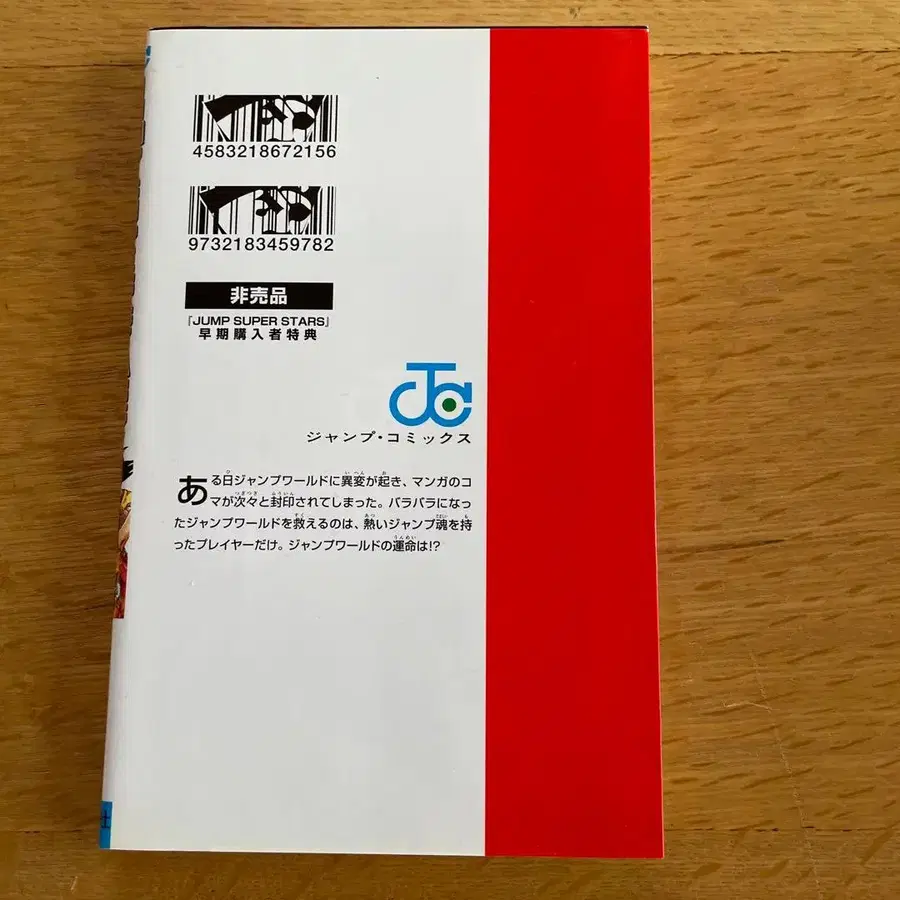 4583218672156
9732183459782
非売品
「JUMP SUPER STARS」
早期購入者特典
ジャンプ・コミックス
ある日ジャンプワールドに異変が起き、マンガのコ
マが次々と封印されてしまった。バラバラになっ
たジャンプワールドを救えるのは、熱いジャンプ魂を持
ったプレイヤーだけ。ジャンプワールドの運命は!?